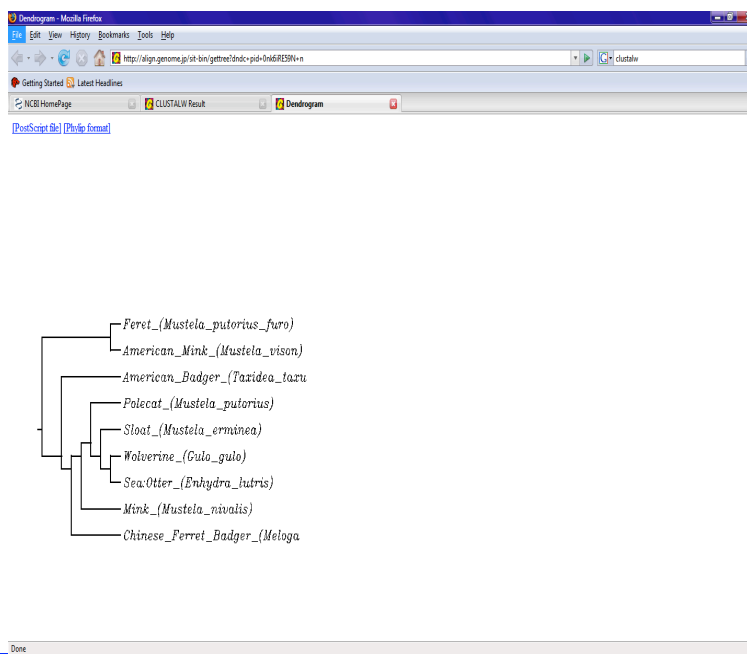 Dendrogram - Mozilla Firefox
File Edit View History Bookmarks Tools Help
http://align.genome.jp/sit-bin/gettree?dndc+pid+0nk6iRE59N+n clustalw
Getting Started Latest Headlines
NCBI HomePage CLUSTALW Result Dendrogram
[PostScript file] [Phylip format]
Feret_(Mustela_putorius_furo)
American_Mink_(Mustela_vison)
American_Badger_(Taxidea_taxu
Polecat_(Mustela_putorius)
Sloat_(Mustela_erminea)
Wolverine_(Gulo_gulo)
Sea:Otter_(Enhydra_lutris)
Mink_(Mustela_nivalis)
Chinese_Ferret_Badger_(Meloga
Done